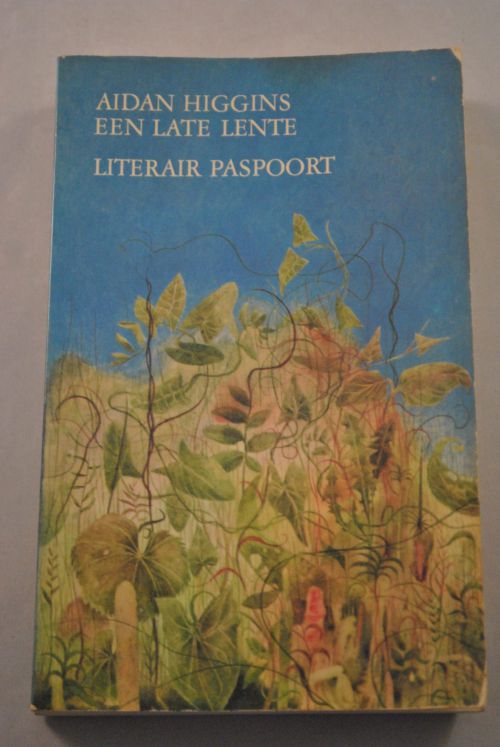 AIDAN HIGGINS
EEN LATE LENTE
LITERAIR PASPOORT